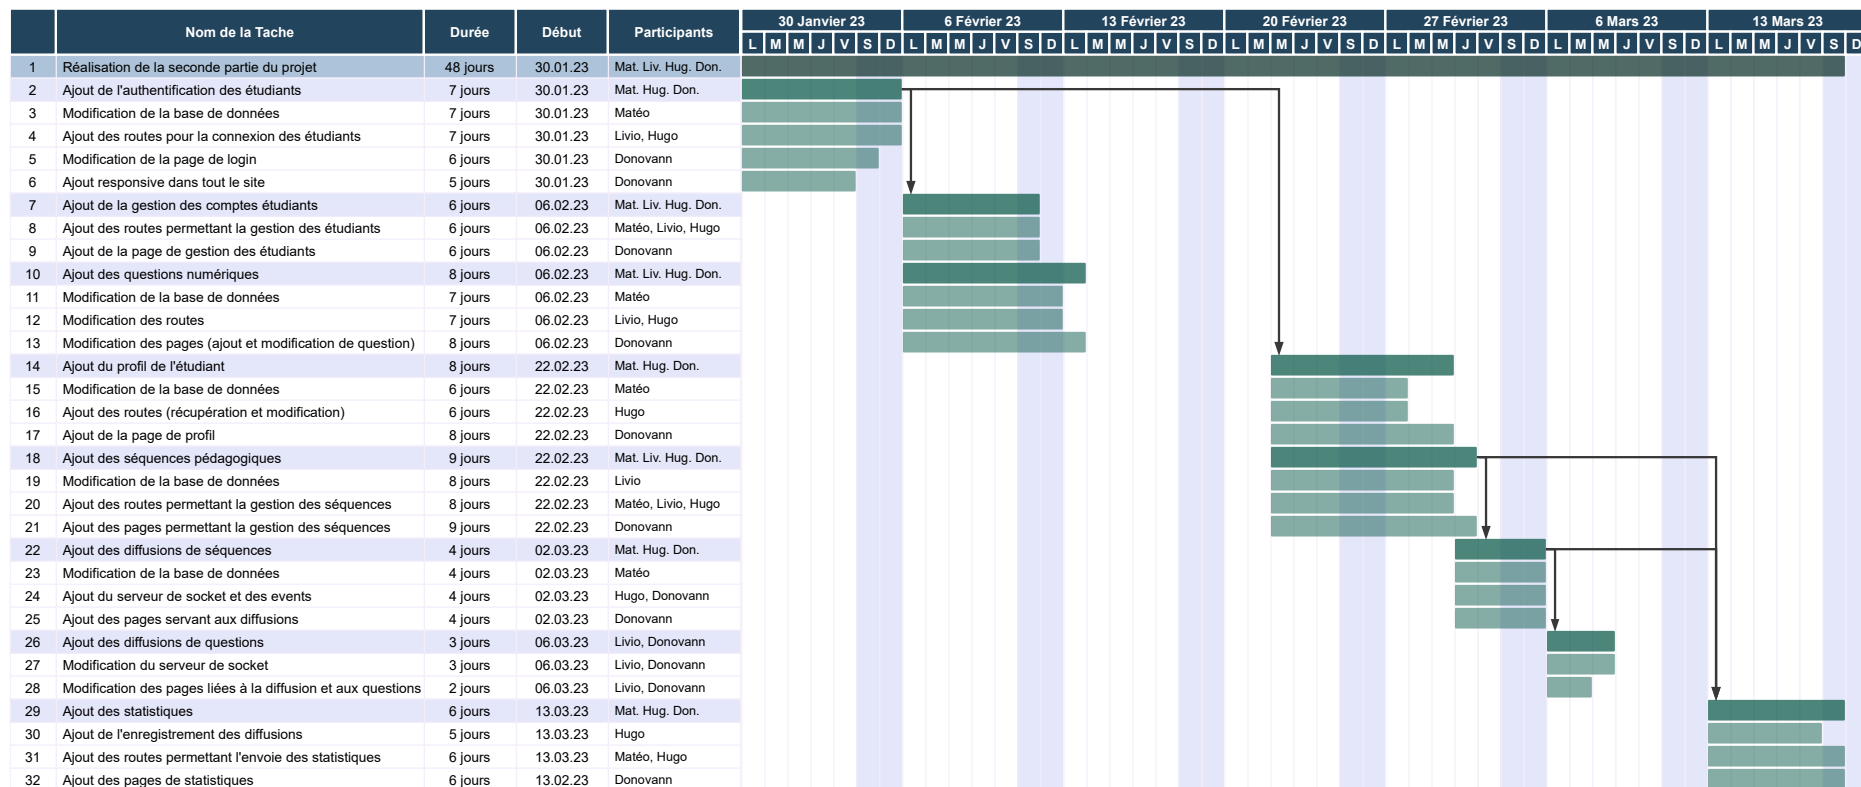 Nom de la Tache Durée Début Participants 30 Janvier 23 6 Février 23 13 Février 23 20 Février 23 27 Février 23 6 Mars 23 13 Mars 23
L M M J V S D L M M J V S D L M M J V S D L M M J V S D L M M J V S D L M M J V S D L M M J V S D
1 Réalisation de la seconde partie du projet 48 jours 30.01.23 Mat. Liv. Hug. Don.
2 Ajout de l'authentification des étudiants 7 jours 30.01.23 Mat. Hug. Don.
3 Modification de la base de données 7 jours 30.01.23 Matéo
4 Ajout des routes pour la connexion des étudiants 7 jours 30.01.23 Livio, Hugo
5 Modification de la page de login 6 jours 30.01.23 Donovann
6 Ajout responsive dans tout le site 5 jours 30.01.23 Donovann
7 Ajout de la gestion des comptes étudiants 6 jours 06.02.23 Mat. Liv. Hug. Don.
8 Ajout des routes permettant la gestion des étudiants 6 jours 06.02.23 Matéo, Livio, Hugo
9 Ajout de la page de gestion des étudiants 6 jours 06.02.23 Donovann
10 Ajout des questions numériques 8 jours 06.02.23 Mat. Liv. Hug. Don.
11 Modification de la base de données 7 jours 06.02.23 Matéo
12 Modification des routes 7 jours 06.02.23 Livio, Hugo
13 Modification des pages (ajout et modification de question) 8 jours 06.02.23 Donovann
14 Ajout du profil de l'étudiant 8 jours 22.02.23 Mat. Hug. Don.
15 Modification de la base de données 6 jours 22.02.23 Matéo
16 Ajout des routes (récupération et modification) 6 jours 22.02.23 Hugo
17 Ajout de la page de profil 8 jours 22.02.23 Donovann
18 Ajout des séquences pédagogiques 9 jours 22.02.23 Mat. Liv. Hug. Don.
19 Modification de la base de données 8 jours 22.02.23 Livio
20 Ajout des routes permettant la gestion des séquences 8 jours 22.02.23 Matéo, Livio, Hugo
21 Ajout des pages permettant la gestion des séquences 9 jours 22.02.23 Donovann
22 Ajout des diffusions de séquences 4 jours 02.03.23 Mat. Hug. Don.
23 Modification de la base de données 4 jours 02.03.23 Matéo
24 Ajout du serveur de socket et des events 4 jours 02.03.23 Hugo, Donovann
25 Ajout des pages servant aux diffusions 4 jours 02.03.23 Donovann
26 Ajout des diffusions de questions 3 jours 06.03.23 Livio, Donovann
27 Modification du serveur de socket 3 jours 06.03.23 Livio, Donovann
28 Modification des pages liées à la diffusion et aux questions 2 jours 06.03.23 Livio, Donovann
29 Ajout des statistiques 6 jours 13.03.23 Mat. Hug. Don.
30 Ajout de l'enregistrement des diffusions 5 jours 13.03.23 Hugo
31 Ajout des routes permettant l'envoie des statistiques 6 jours 13.03.23 Matéo, Hugo
32 Ajout des pages de statistiques 6 jours 13.02.23 Donovann